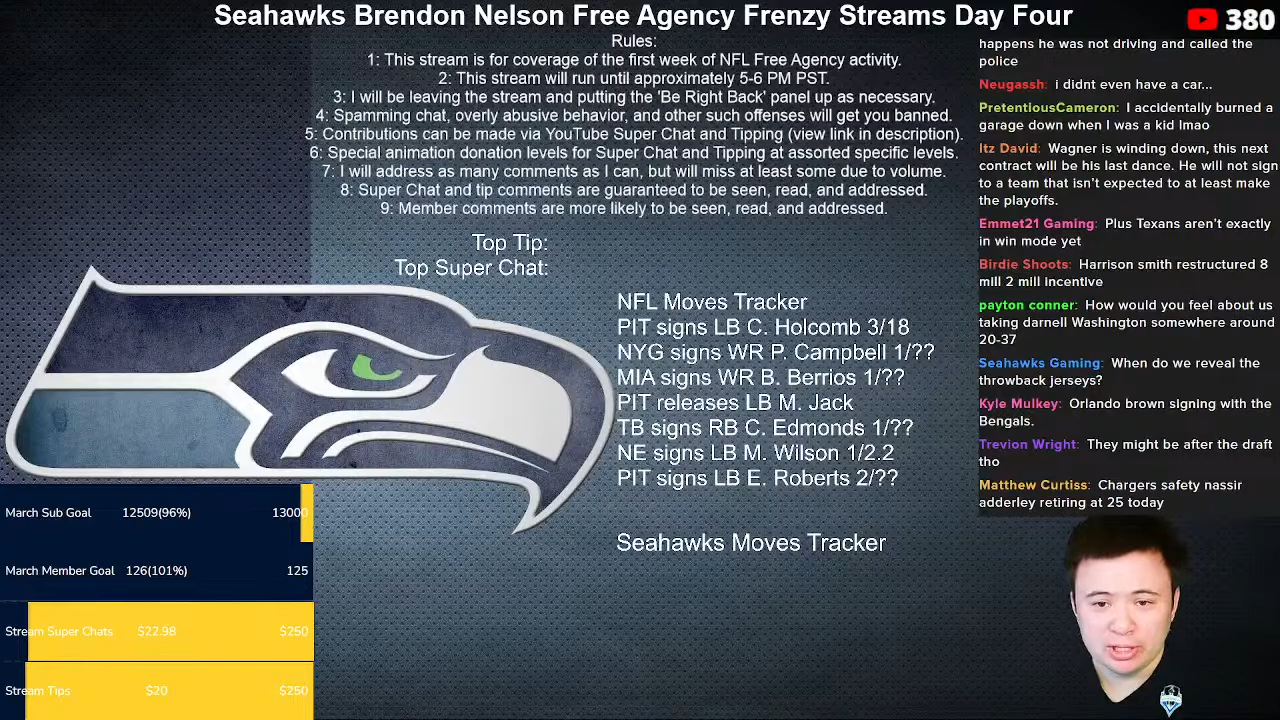 Seahawks Brendon Nelson Free Agency Frenzy Streams Day Four
380
Rules:
1: This stream is for coverage of the first week of NFL Free Agency activity.
2: This stream will run until approximately 5-6 PM PST.
3: I will be leaving the stream and putting the 'Be Right Back' panel up as necessary.
4: Spamming chat, overly abusive behavior, and other such offenses will get you banned.
5: Contributions can be made via YouTube Super Chat and Tipping (view link in description).
6: Special animation donation levels for Super Chat and Tipping at assorted specific levels.
7: I will address as many comments as I can, but will miss at least some due to volume.
8: Super Chat and tip comments are guaranteed to be seen, read, and addressed.
9: Member comments are more likely to be seen, read, and addressed.
Top Tip:
Top Super Chat:
NFL Moves Tracker
PIT signs LB C. Holcomb 3/18
NYG signs WR P. Campbell 1/??
MIA signs WR B. Berrios 1/??
PIT releases LB M. Jack
TB signs RB C. Edmonds 1/??
NE signs LB M. Wilson 1/2.2
PIT signs LB E. Roberts 2/??
Seahawks Moves Tracker
March Sub Goal 12509(96%) 13000
March Member Goal 126(101%) 125
Stream Super Chats $22.98 $250
Stream Tips $20 $250
happens he was not driving and called the
police
Neugassh: i didnt even have a car...
PretentiousCameron: I accidentally burned a
garage down when I was a kid lmao
Itz David: Wagner is winding down, this next
contract will be his last dance. He will not sign
to a team that isn't expected to at least make
the playoffs.
Emmet21 Gaming: Plus Texans aren't exactly
in win mode yet
Birdie Shoots: Harrison smith restructured 8
mill 2 mill incentive
payton conner: How would you feel about us
taking darnell Washington somewhere around
20-37
Seahawks Gaming: When do we reveal the
throwback jerseys?
Kyle Mulkey: Orlando brown signing with the
Bengals.
Trevion Wright: They might be after the draft
tho
Matthew Curtiss: Chargers safety nassir
adderley retiring at 25 today